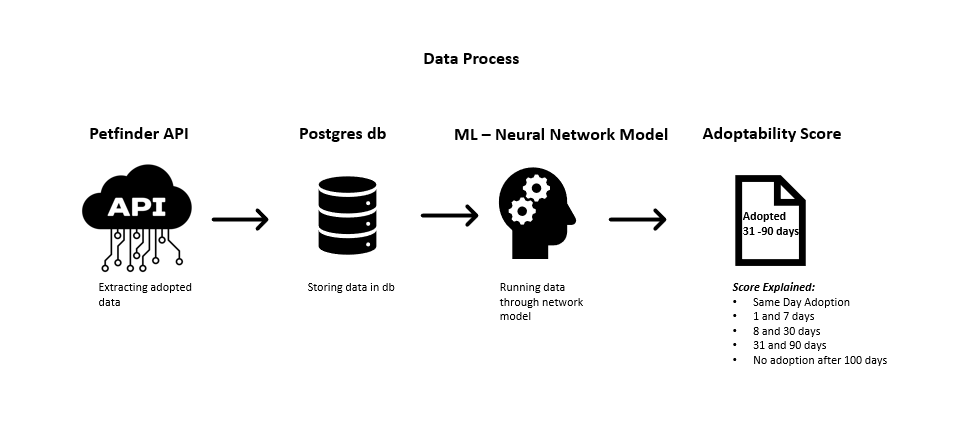 Data Process
Petfinder API
Postgres db
ML – Neural Network Model
Adoptability Score
API
Adopted
31 -90 days
Extracting adopted
data
Storing data in db
Running data
through network
model
Score Explained:
• Same Day Adoption
• 1 and 7 days
• 8 and 30 days
• 31 and 90 days
• No adoption after 100 days